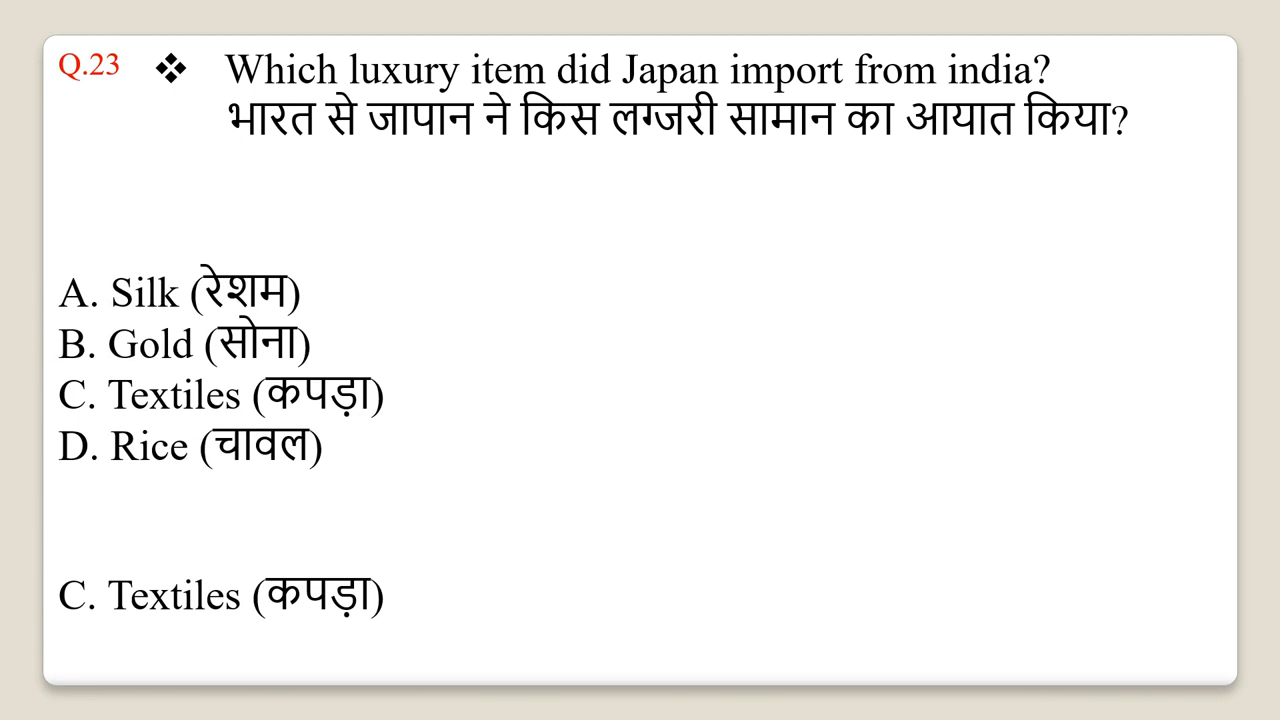 Q.23 ❖ Which luxury item did Japan import from india?
भारत से जापान ने किस लग्जरी सामान का आयात किया?
A. Silk (रेशम)
B. Gold (सोना)
C. Textiles (कपड़ा)
D. Rice (चावल)
C. Textiles (कपड़ा)